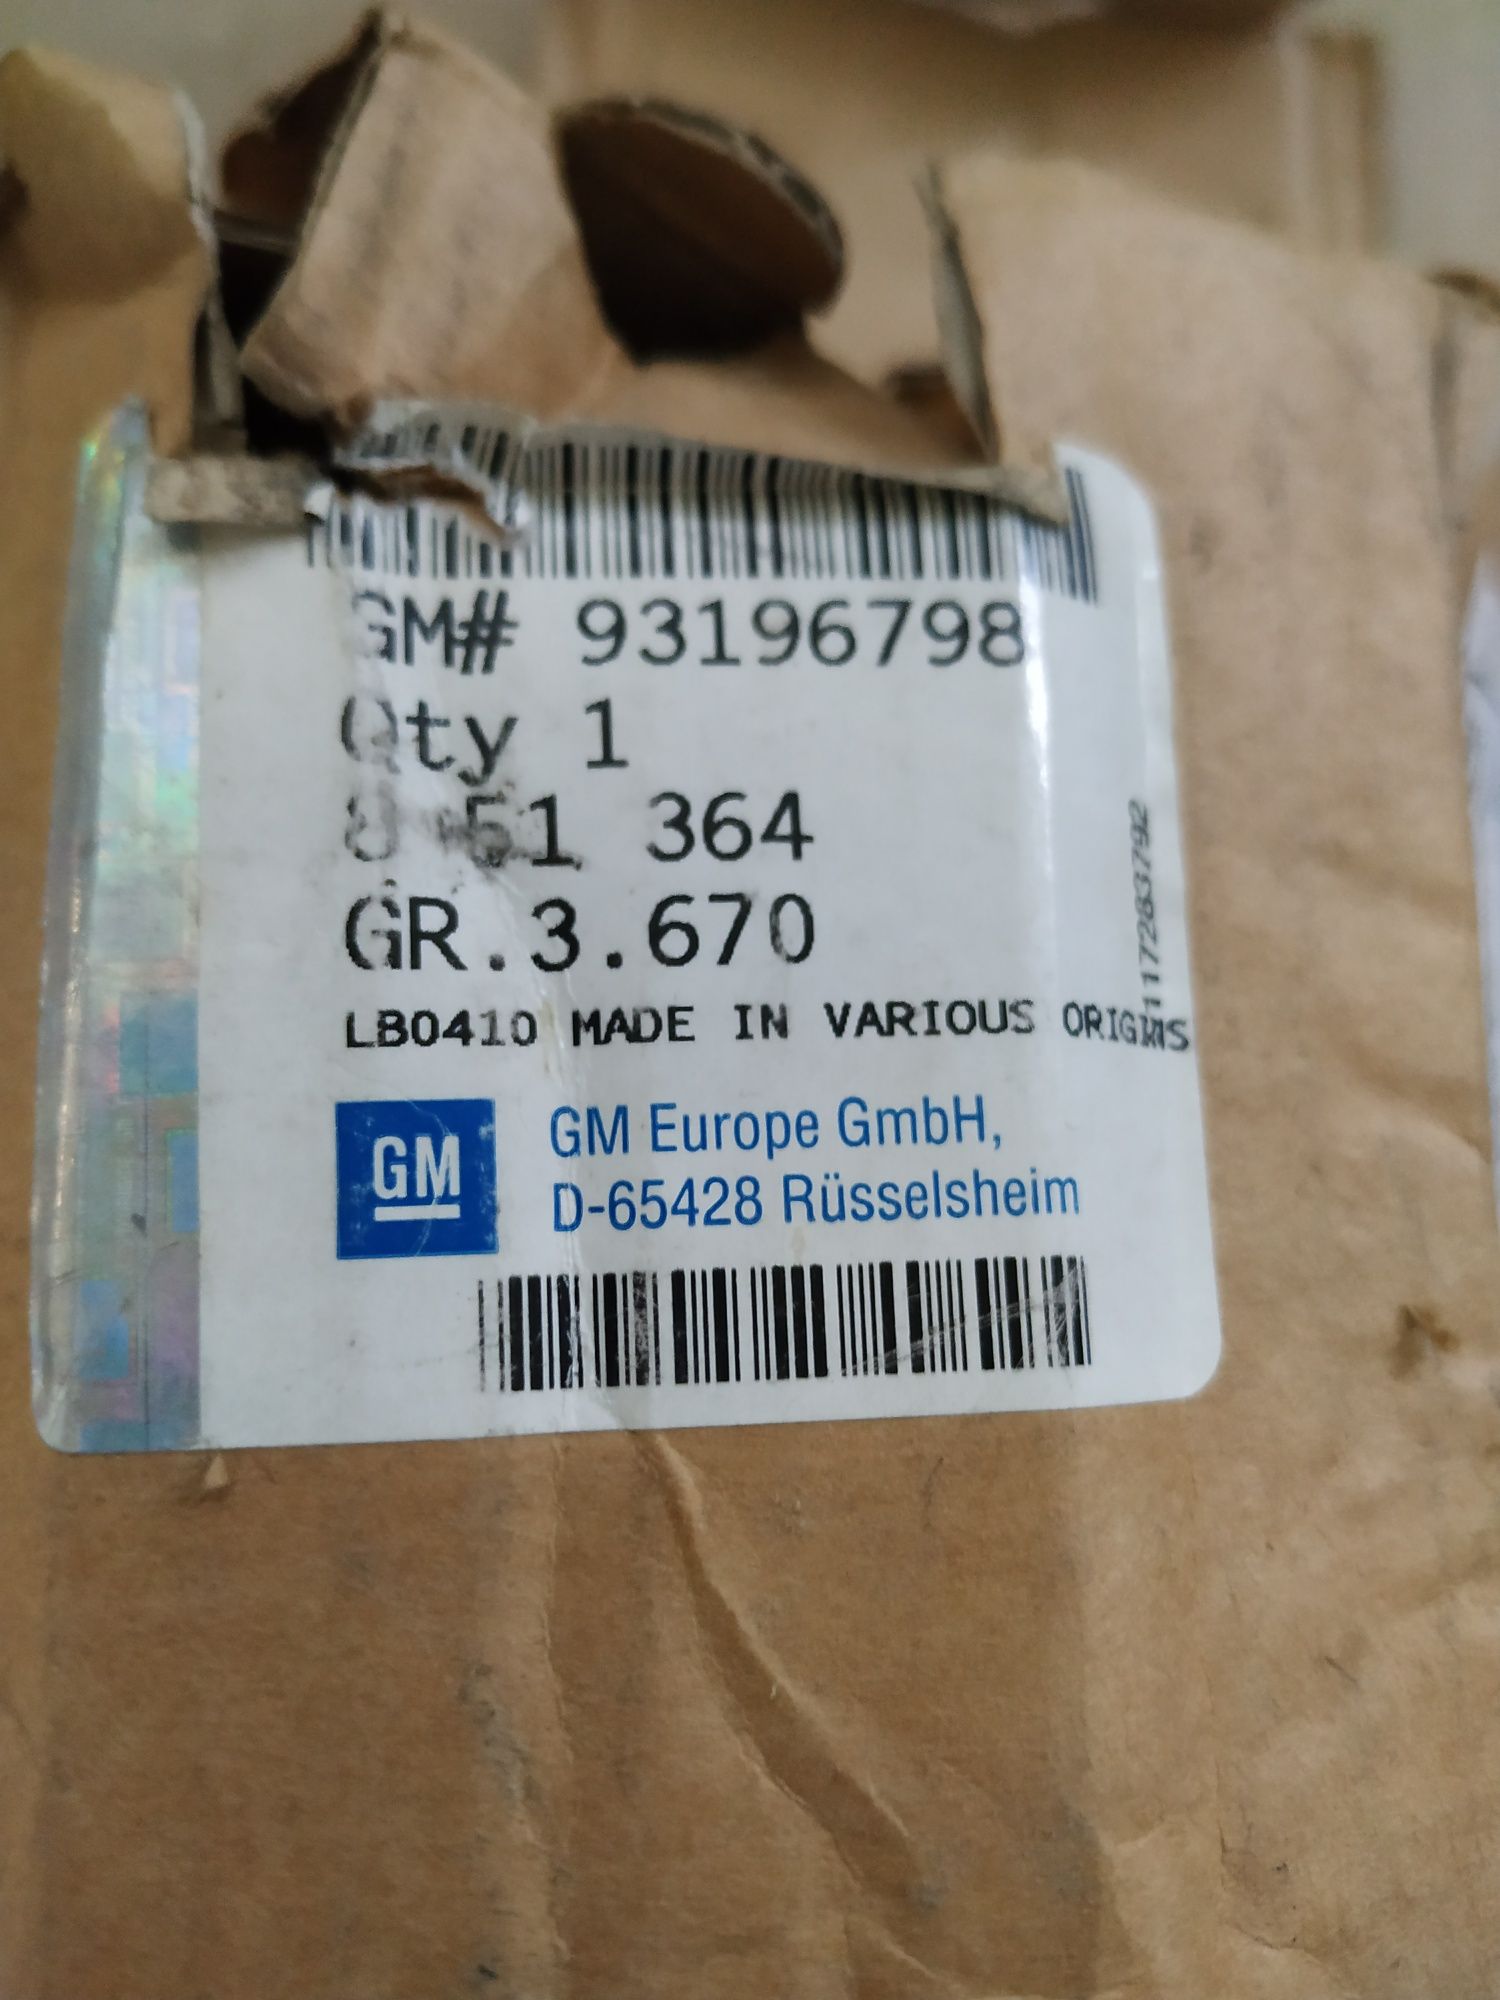 GM# 93196798
Qty 1
51 364
GR.3.670
LB0410 MADE IN VARIOUS ORIGINS
GM
GM Europe GmbH,
D-65428 Rüsselsheim